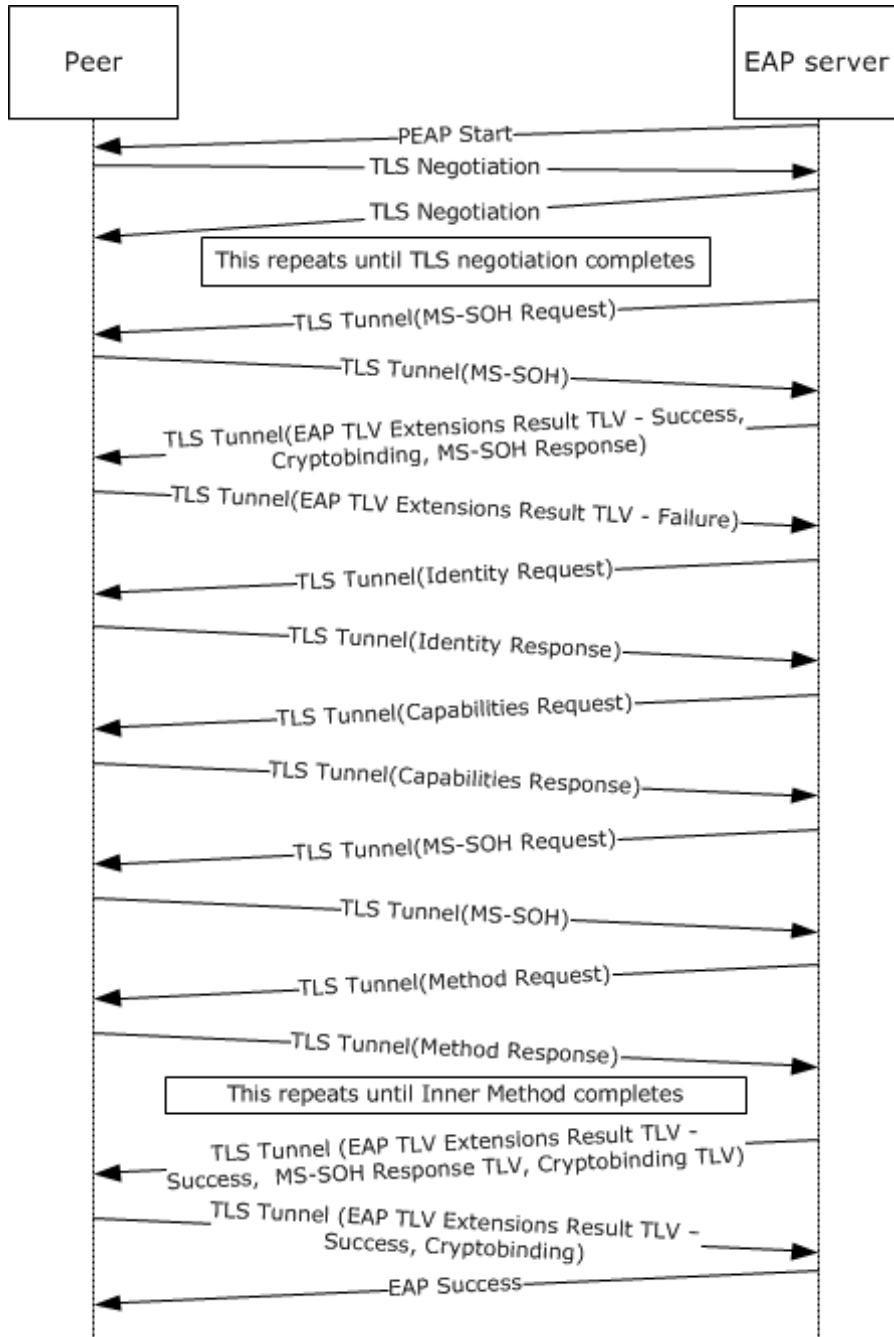 Peer
EAP server
PEAP Start
TLS Negotiation
TLS Negotiation
This repeats until TLS negotiation completes
TLS Tunnel(MS-SOH Request)
TLS Tunnel(MS-SOH)
TLS Tunnel(EAP TLV Extensions Result TLV - Success,
Cryptobinding, MS-SOH Response)
TLS Tunnel(EAP TLV Extensions Result TLV - Failure)
TLS Tunnel(Identity Request)
TLS Tunnel(Identity Response)
TLS Tunnel(Capabilities Request)
TLS Tunnel(Capabilities Response)
TLS Tunnel(MS-SOH Request)
TLS Tunnel(MS-SOH)
TLS Tunnel(Method Request)
TLS Tunnel(Method Response)
This repeats until Inner Method completes
TLS Tunnel (EAP TLV Extensions Result TLV -
Success, MS-SOH Response TLV, Cryptobinding TLV)
TLS Tunnel (EAP TLV Extensions Result TLV –
Success, Cryptobinding)
EAP Success